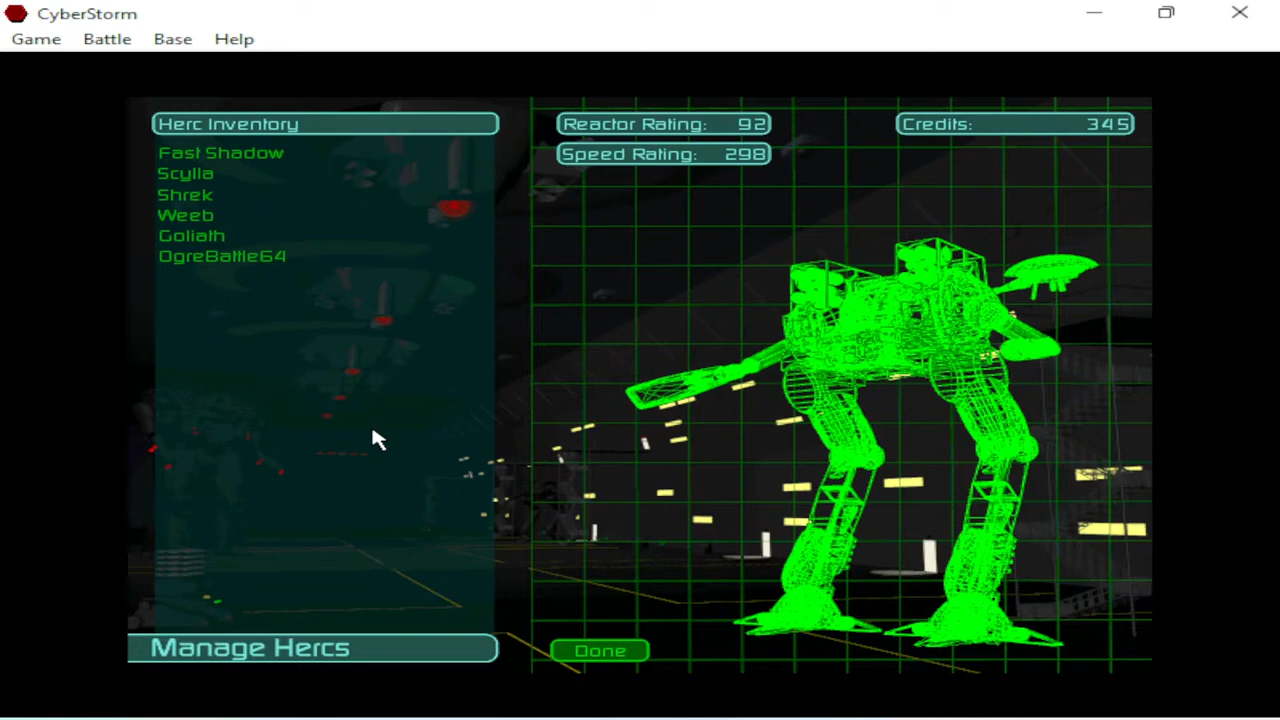 CyberStorm
Game Battle Base Help
Herc Inventory
Fast Shadow
Scylla
Shrek
Weeb
Goliath
OgreBattle64
Reactor Rating: 92
Speed Rating: 298
Credits: 345
Manage Hercs
Done